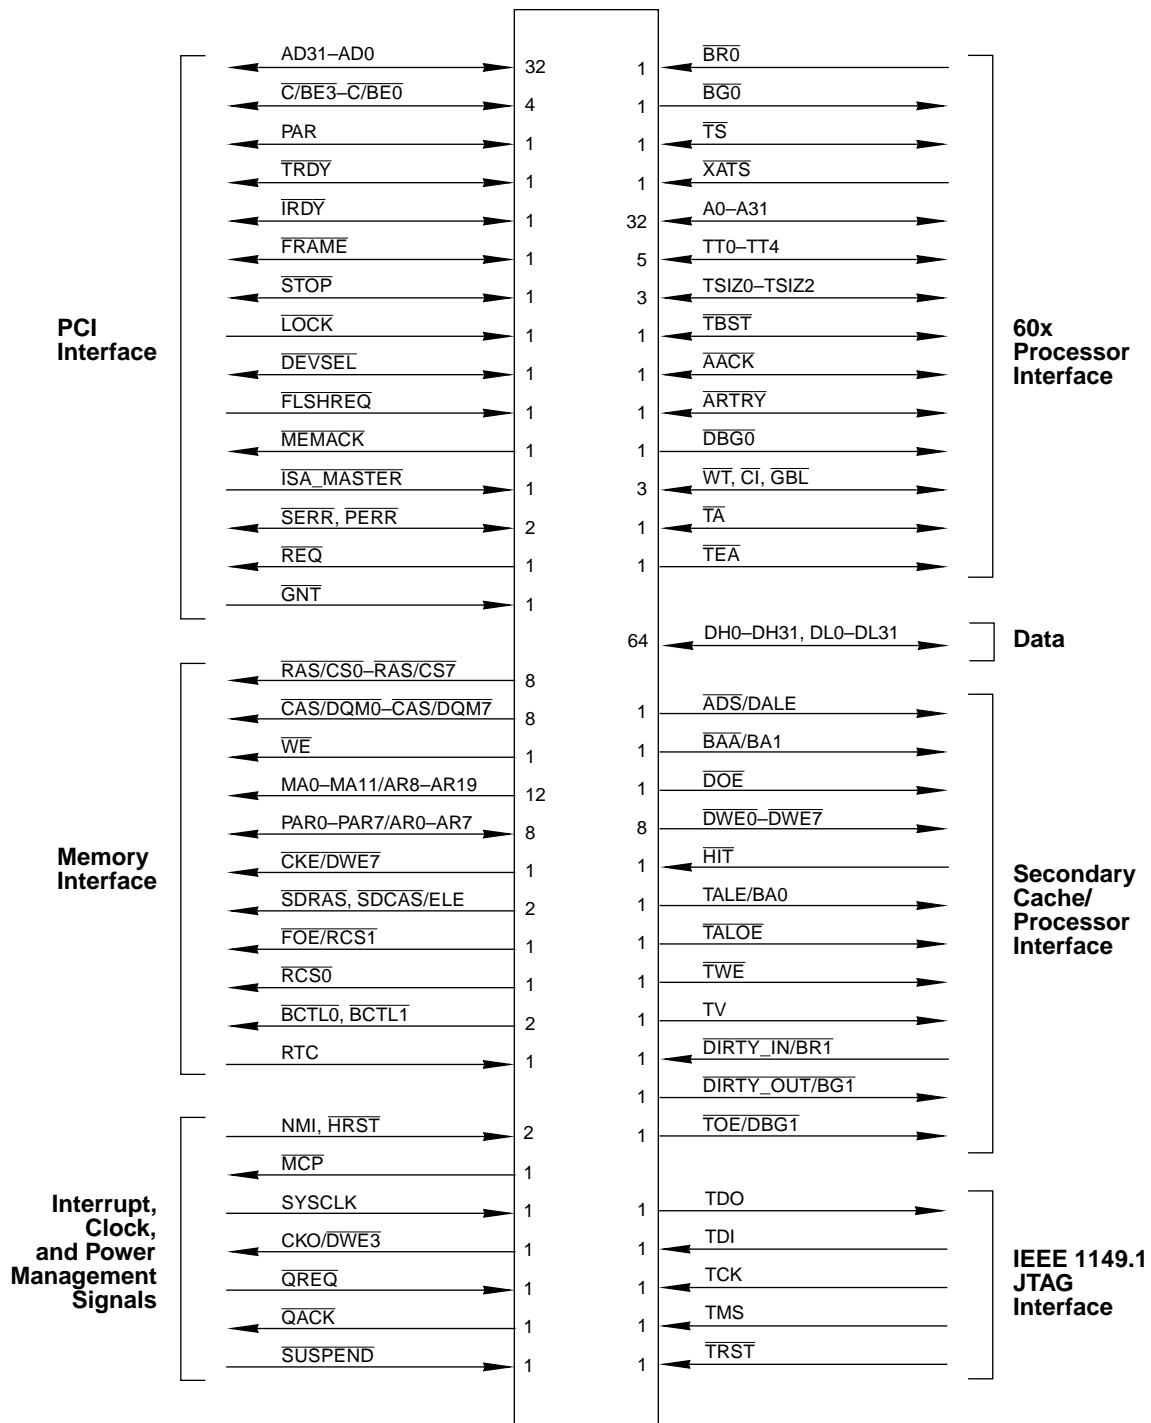 PCI
Interface
AD31–AD0 32
C/BE3–C/BE0 4
PAR 1
TRDY 1
IRDY 1
FRAME 1
STOP 1
LOCK 1
DEVSEL 1
FLSHREQ 1
MEMACK 1
ISA_MASTER 1
SERR, PERR 2
REQ 1
GNT 1
Memory
Interface
RAS/CS0–RAS/CS7 8
CAS/DQM0–CAS/DQM7 8
WE 1
MA0–MA11/AR8–AR19 12
PAR0–PAR7/AR0–AR7 8
CKE/DWE7 1
SDRAS, SDCAS/ELE 2
FOE/RCS1 1
RCS0 1
BCTL0, BCTL1 2
RTC 1
Interrupt,
Clock,
and Power
Management
Signals
NMI, HRST 2
MCP 1
SYSCLK 1
CKO/DWE3 1
QREQ 1
QACK 1
SUSPEND 1
1 BR0
1 BG0
1 TS
1 XATS
32 A0–A31
5 TT0–TT4
3 TSIZ0–TSIZ2
1 TBST
1 AACK
1 ARTRY
1 DBG0
3 WT, CI, GBL
1 TA
1 TEA
60x
Processor
Interface
64 DH0–DH31, DL0–DL31
Data
1 ADS/DALE
1 BAA/BA1
1 DOE
8 DWE0–DWE7
1 HIT
1 TALE/BA0
1 TALOE
1 TWE
1 TV
1 DIRTY_IN/BR1
1 DIRTY_OUT/BG1
1 TOE/DBG1
Secondary
Cache/
Processor
Interface
1 TDO
1 TDI
1 TCK
1 TMS
1 TRST
IEEE 1149.1
JTAG
Interface